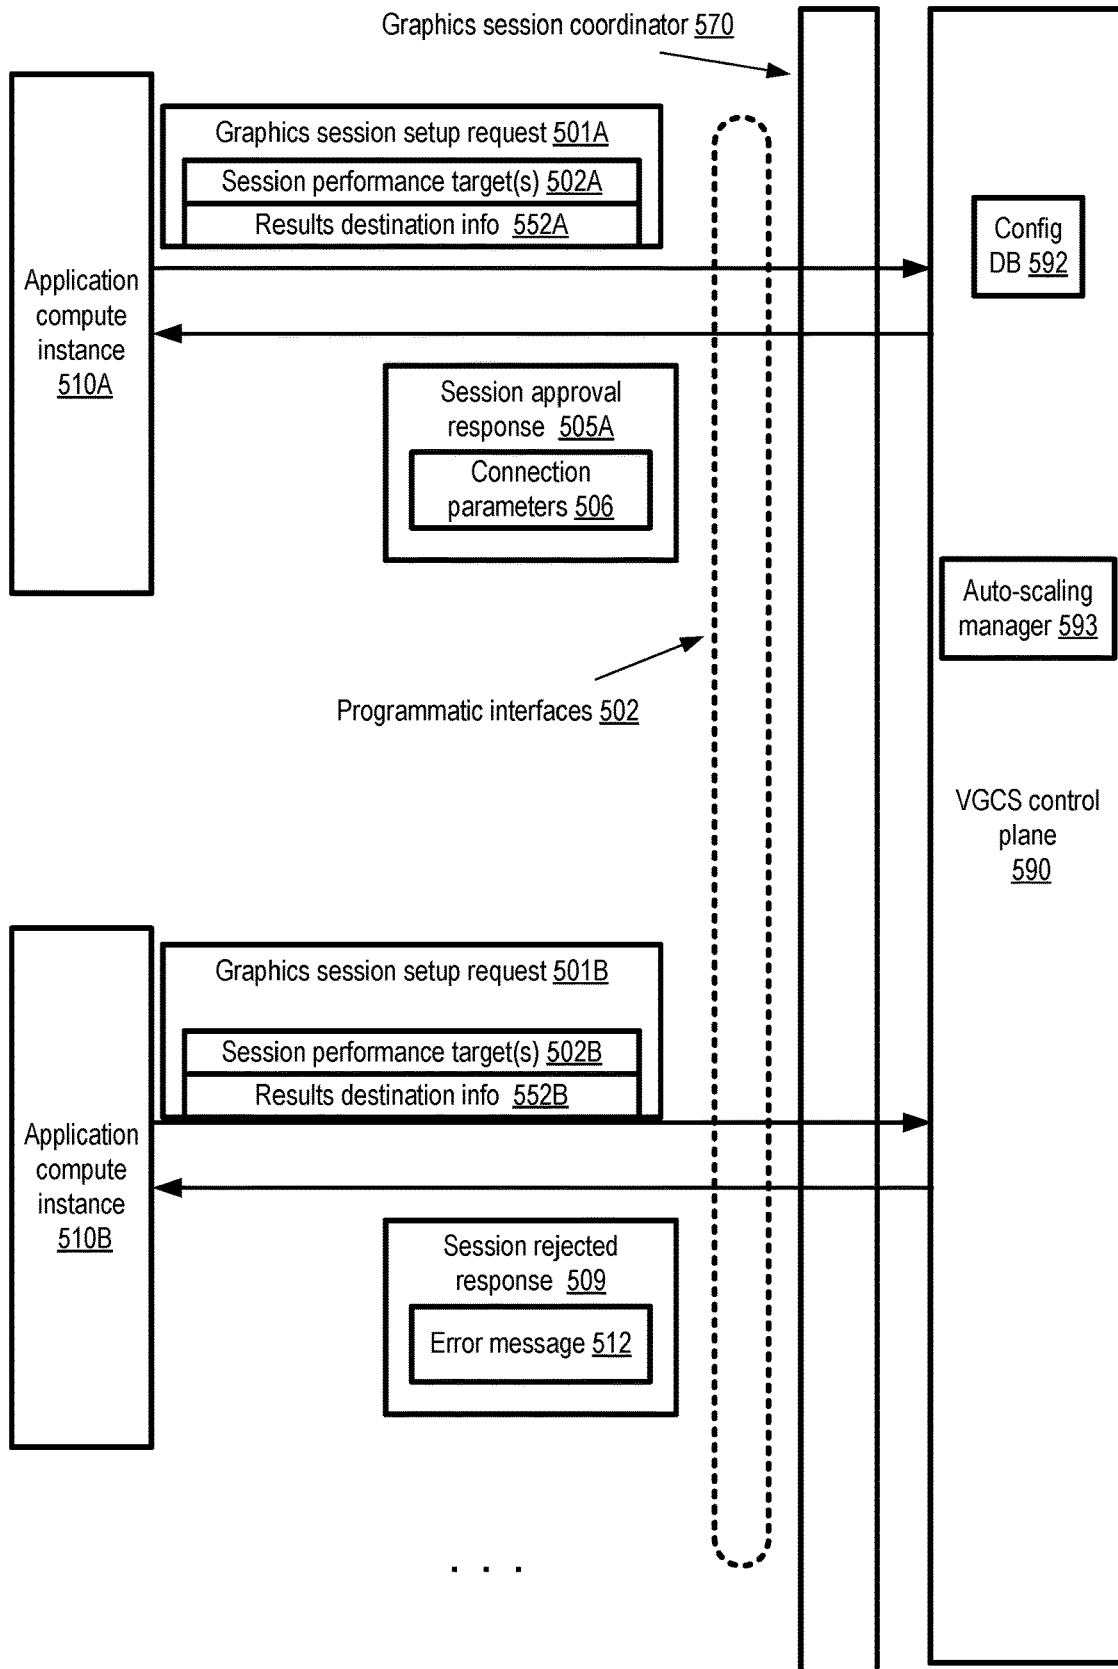 Graphics session coordinator 570
Graphics session setup request 501A
Session performance target(s) 502A
Results destination info 552A
Application
compute
instance
510A
Config
DB 592
Session approval
response 505A
Connection
parameters 506
Auto-scaling
manager 593
Programmatic interfaces 502
VGCS control
plane
590
Graphics session setup request 501B
Session performance target(s) 502B
Results destination info 552B
Application
compute
instance
510B
Session rejected
response 509
Error message 512
. . .